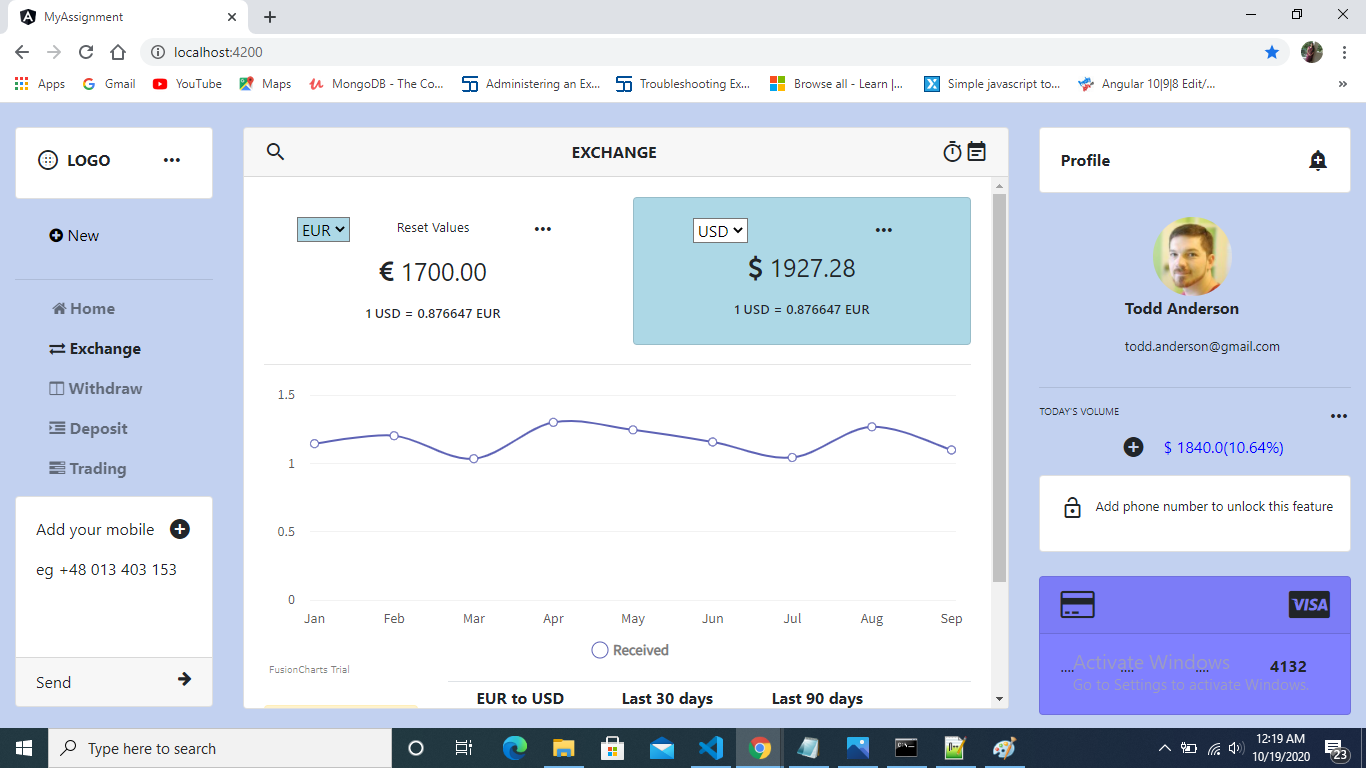 MyAssignment
localhost:4200
Apps Gmail YouTube Maps MongoDB - The Co... Administering an Ex... Troubleshooting Ex... Browse all - Learn |... Simple javascript to... Angular 10|9|8 Edit/... »
LOGO
New
Home
Exchange
Withdraw
Deposit
Trading
Add your mobile
eg +48 013 403 153
Send
EXCHANGE
EUR Reset Values
€ 1700.00
1 USD = 0.876647 EUR
USD
$ 1927.28
1 USD = 0.876647 EUR
1.5
1
0.5
0
Jan Feb Mar Apr May Jun Jul Aug Sep
Received
FusionCharts Trial
EUR to USD Last 30 days Last 90 days
Profile
Todd Anderson
todd.anderson@gmail.com
TODAY'S VOLUME
$ 1840.0(10.64%)
Add phone number to unlock this feature
VISA
.... .... .... 4132
Activate Windows
Go to Settings to activate Windows.
Type here to search
12:19 AM
10/19/2020
23